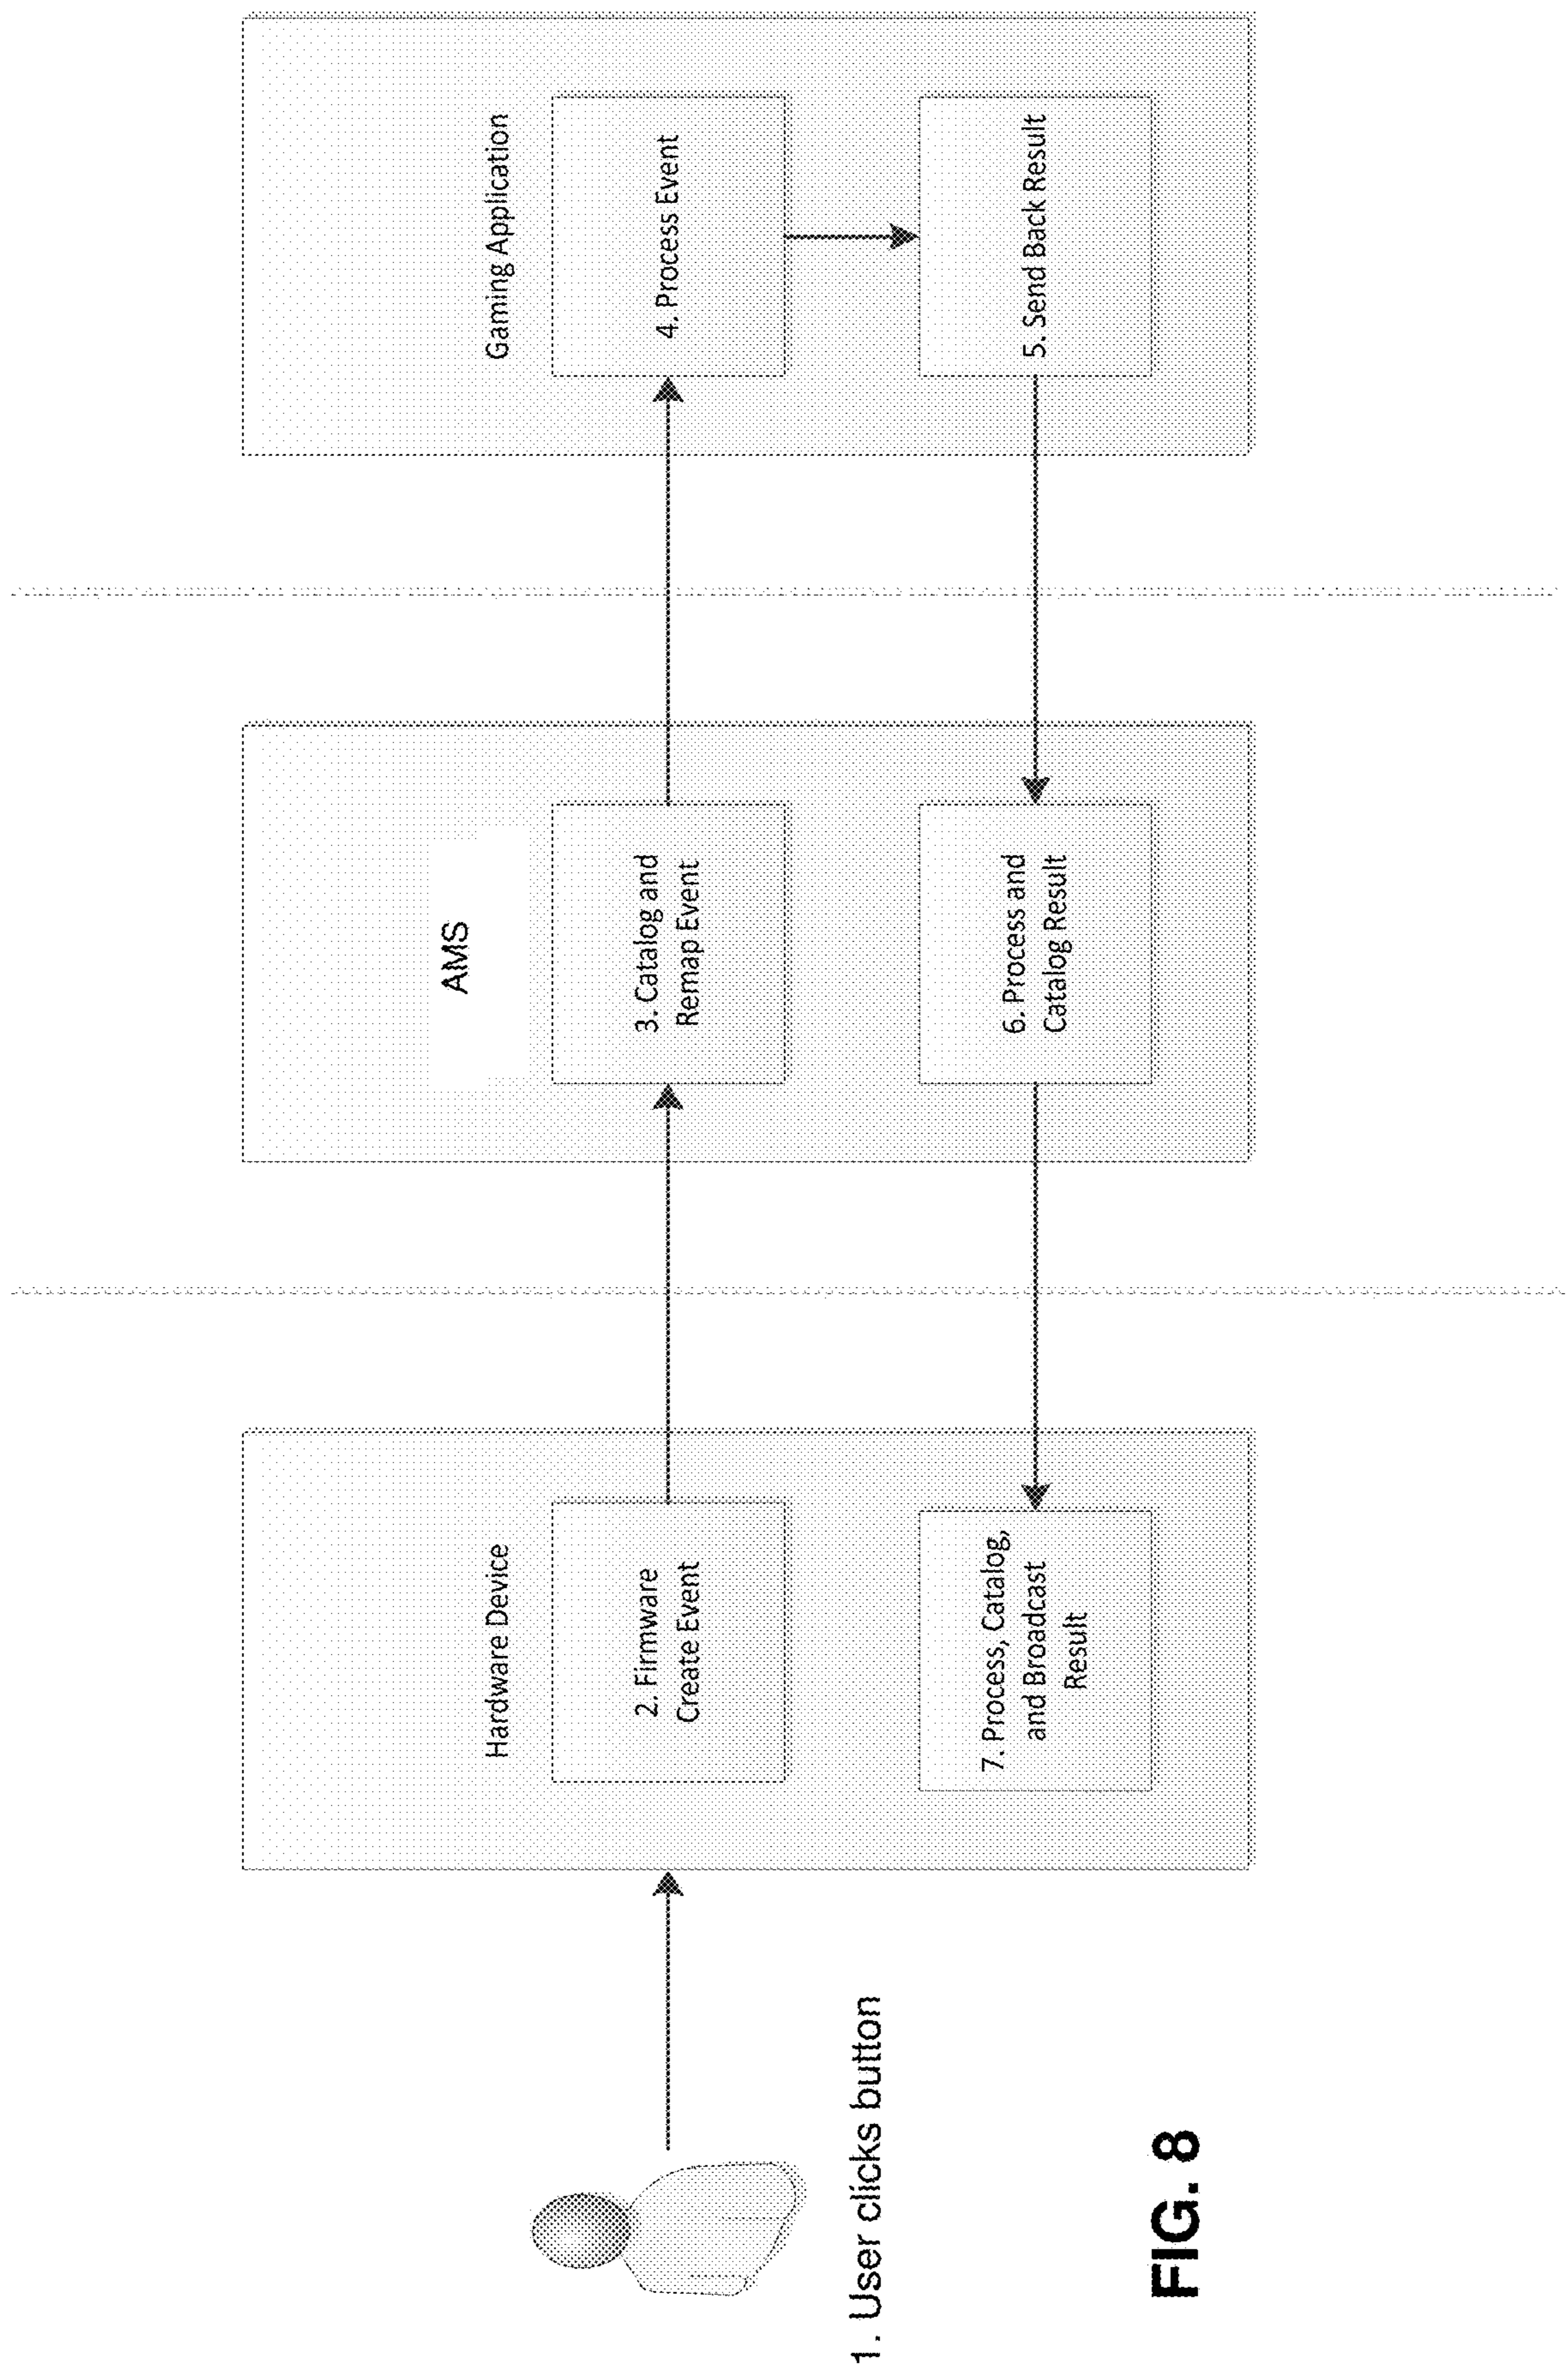 1. User clicks button
Hardware Device
2. Firmware
Create Event
7. Process, Catalog,
and Broadcast
Result
AMS
3. Catalog and
Remap Event
6. Process and
Catalog Result
Gaming Application
4. Process Event
5. Send Back Result
FIG. 8